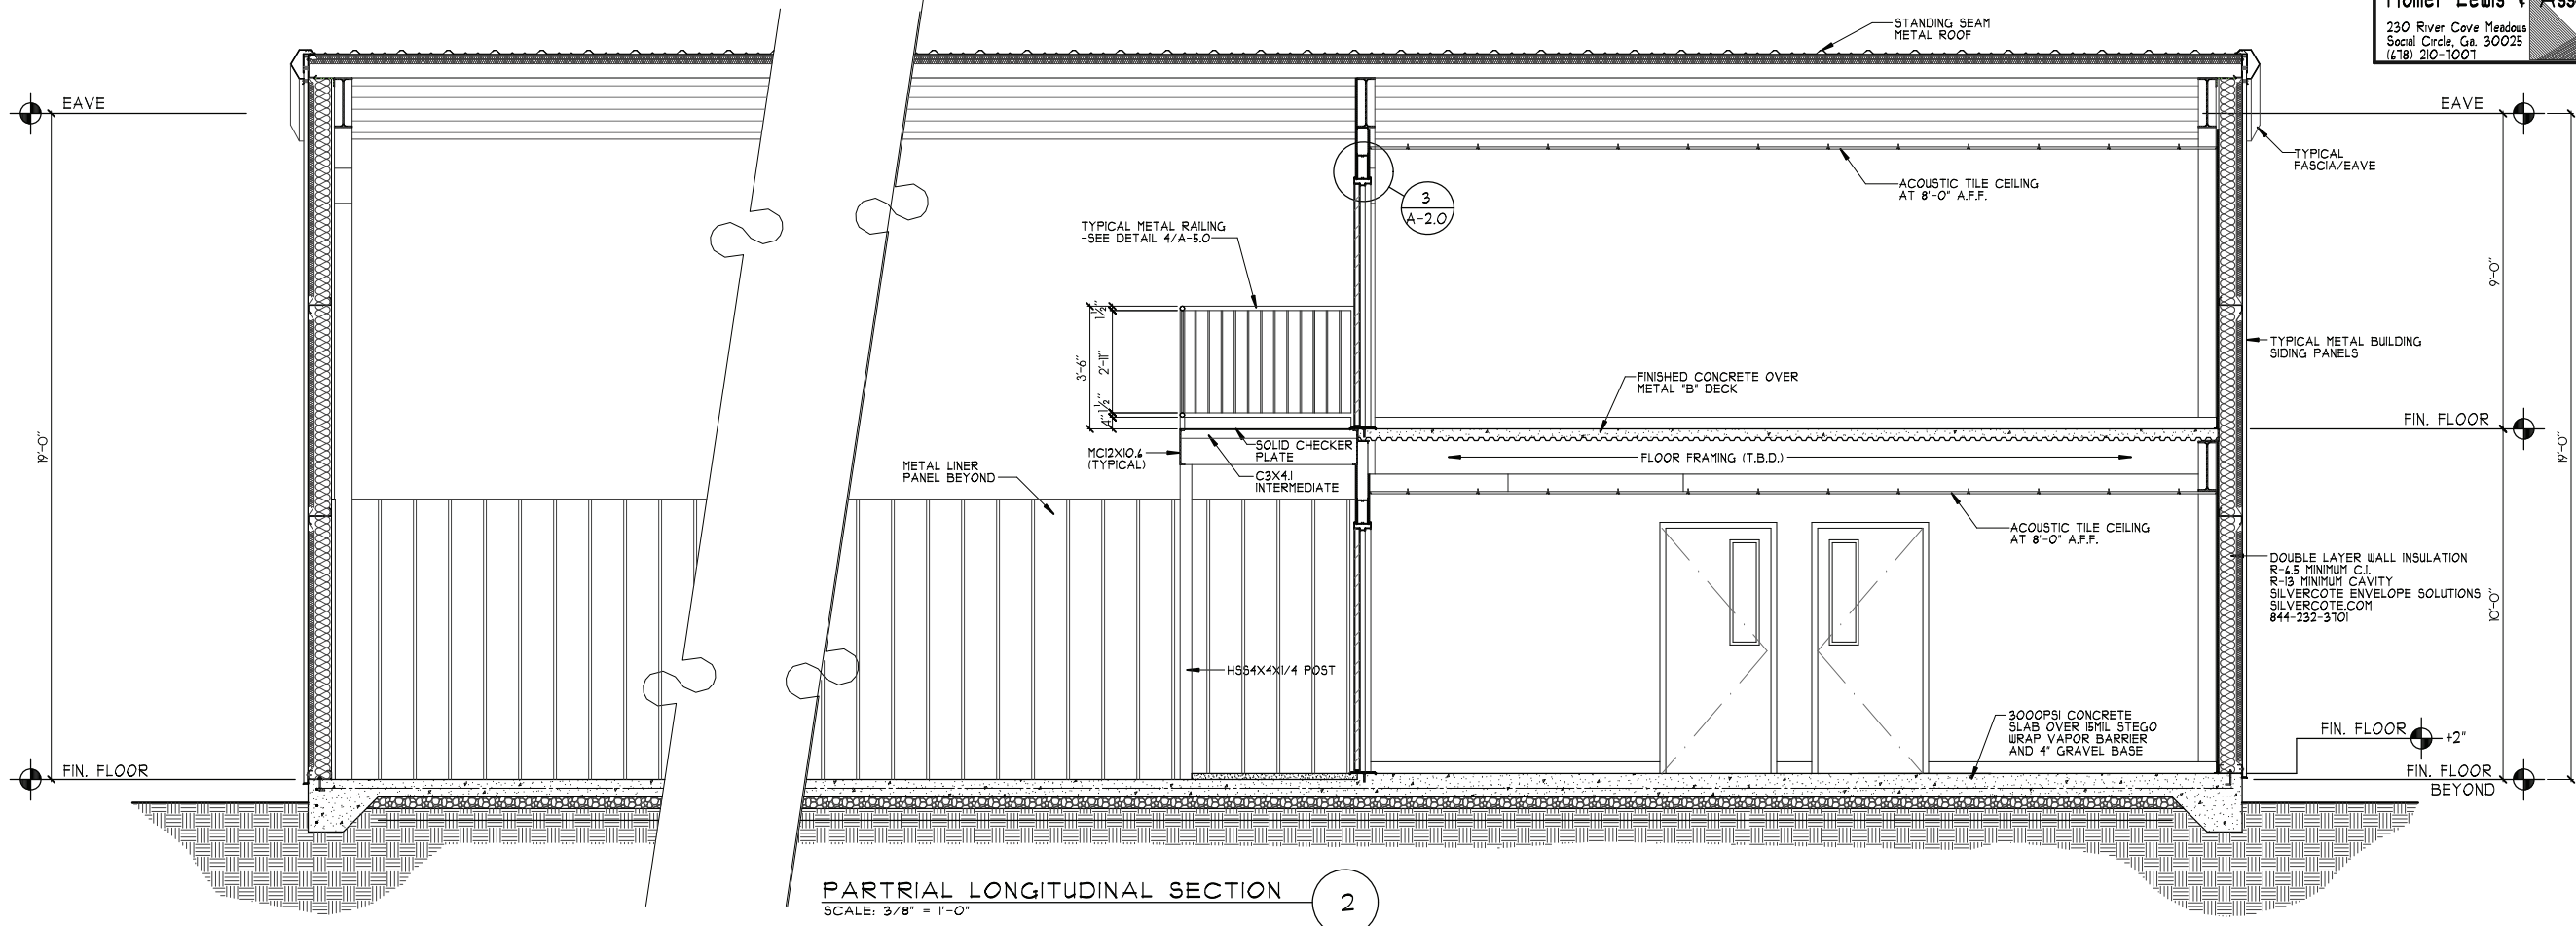 Homer Lewis & Ass
230 River Cove Meadows
Social Circle, Ga. 30025
(678) 210-7007
STANDING SEAM
METAL ROOF
EAVE
EAVE
TYPICAL
FASCIA/EAVE
ACOUSTIC TILE CEILING
AT 8'-0" A.F.F.
3
A-2.0
TYPICAL METAL RAILING
-SEE DETAIL 4/A-5.0
9'-0"
1½"
3'-6"
2'-11"
1½"
4"
TYPICAL METAL BUILDING
SIDING PANELS
FINISHED CONCRETE OVER
METAL "B" DECK
FIN. FLOOR
19'-0"
19'-0"
SOLID CHECKER
PLATE
MC12X10.6
(TYPICAL)
FLOOR FRAMING (T.B.D.)
METAL LINER
PANEL BEYOND
C3X4.1
INTERMEDIATE
ACOUSTIC TILE CEILING
AT 8'-0" A.F.F.
DOUBLE LAYER WALL INSULATION
R-6.5 MINIMUM C.I.
R-13 MINIMUM CAVITY
SILVERCOTE ENVELOPE SOLUTIONS
SILVERCOTE.COM
844-232-3701
10'-0"
HSS4X4X1/4 POST
3000PSI CONCRETE
SLAB OVER 15MIL STEGO
WRAP VAPOR BARRIER
AND 4" GRAVEL BASE
FIN. FLOOR
+2"
FIN. FLOOR
FIN. FLOOR
BEYOND
PARTRIAL LONGITUDINAL SECTION
SCALE: 3/8" = 1'-0"
2